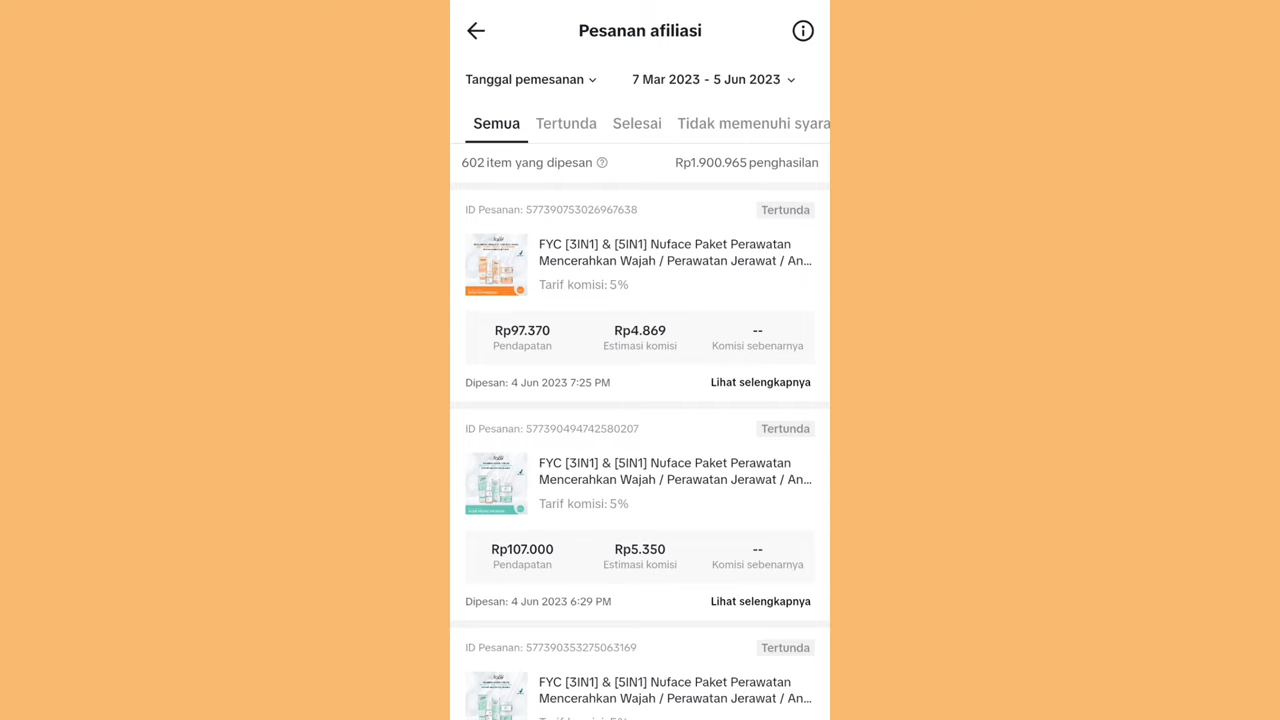 Pesanan afiliasi
Tanggal pemesanan
7 Mar 2023 - 5 Jun 2023
Semua
Tertunda
Selesai
Tidak memenuhi syara
602 item yang dipesan
Rp1.900.965 penghasilan
ID Pesanan: 577390753026967638
Tertunda
FYC [3IN1] & [5IN1] Nuface Paket Perawatan
Mencerahkan Wajah / Perawatan Jerawat / An...
Tarif komisi: 5%
Rp97.370
Rp4.869
--
Pendapatan
Estimasi komisi
Komisi sebenarnya
Dipesan: 4 Jun 2023 7:25 PM
Lihat selengkapnya
ID Pesanan: 577390494742580207
Tertunda
FYC [3IN1] & [5IN1] Nuface Paket Perawatan
Mencerahkan Wajah / Perawatan Jerawat / An...
Tarif komisi: 5%
Rp107.000
Rp5.350
--
Pendapatan
Estimasi komisi
Komisi sebenarnya
Dipesan: 4 Jun 2023 6:29 PM
Lihat selengkapnya
ID Pesanan: 577390353275063169
Tertunda
FYC [3IN1] & [5IN1] Nuface Paket Perawatan
Mencerahkan Wajah / Perawatan Jerawat / An...